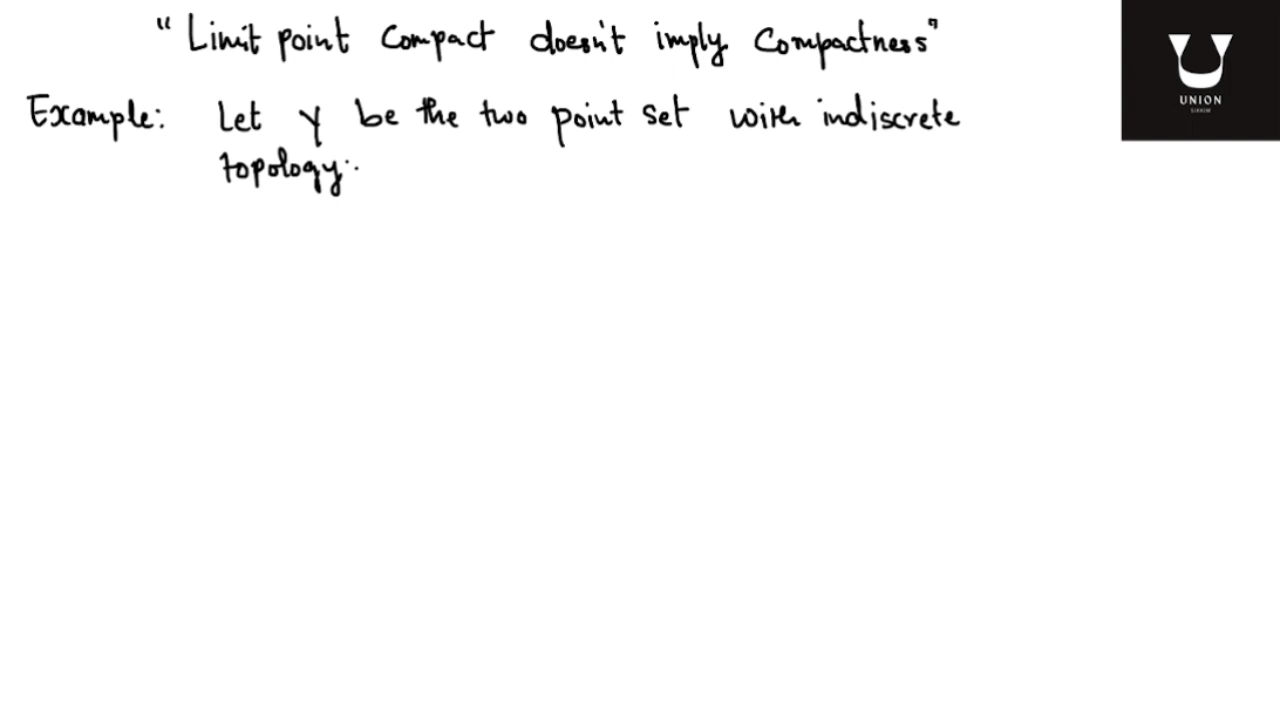 "Limit point Compact doesn't imply Compactness"
Example: Let Y be the two point set with indiscrete
topology.
UNION